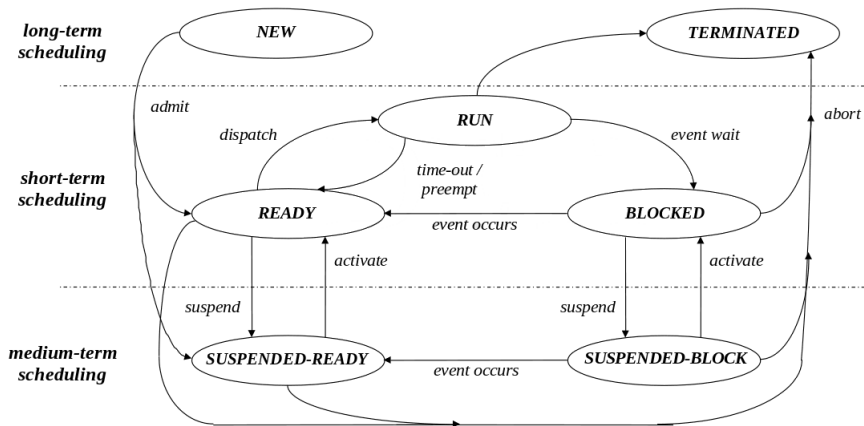 long-term
scheduling
NEW
TERMINATED
admit
dispatch
RUN
event wait
abort
short-term
scheduling
time-out /
preempt
READY
BLOCKED
event occurs
activate
activate
suspend
suspend
medium-term
scheduling
SUSPENDED-READY
SUSPENDED-BLOCK
event occurs